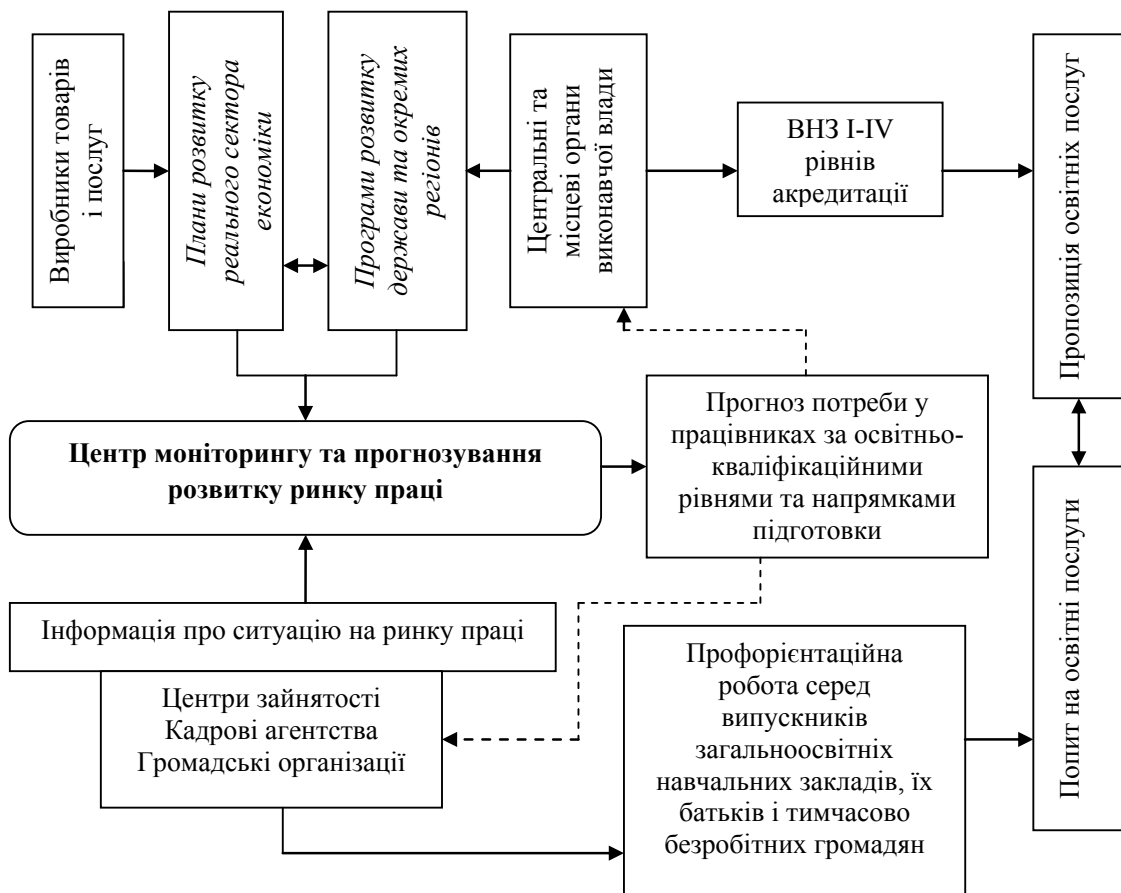 Виробники товарів
і послуг
Плани розвитку
реального сектора
економіки
Програми розвитку
держави та окремих
регіонів
Центральні та
місцеві органи
виконавчої влади
ВНЗ І-ІV
рівнів
акредитації
Пропозиція освітніх послуг
Центр моніторингу та прогнозування
розвитку ринку праці
Прогноз потреби у
працівниках за освітньо-
кваліфікаційними
рівнями та напрямками
підготовки
Інформація про ситуацію на ринку праці
Центри зайнятості
Кадрові агентства
Громадські організації
Профорієнтаційна
робота серед
випускників
загальноосвітніх
навчальних закладів, їх
батьків і тимчасово
безробітних громадян
Попит на освітні послуги